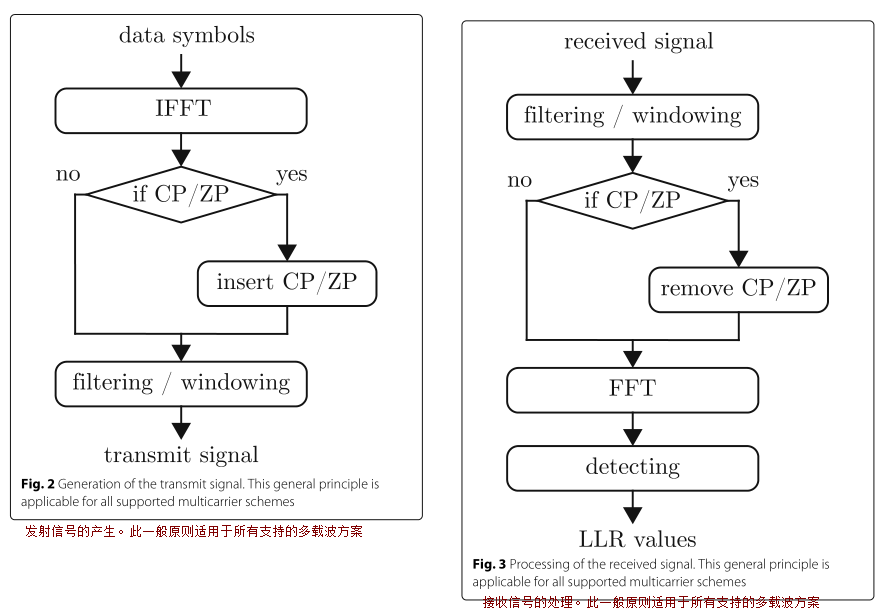 data symbols
IFFT
no
yes
if CP/ZP
insert CP/ZP
filtering / windowing
transmit signal
Fig. 2 Generation of the transmit signal. This general principle is
applicable for all supported multicarrier schemes
发射信号的产生。此一般原则适用于所有支持的多载波方案
received signal
filtering / windowing
no
yes
if CP/ZP
remove CP/ZP
FFT
detecting
LLR values
Fig. 3 Processing of the received signal. This general principle is
applicable for all supported multicarrier schemes
接收信号的处理。此一般原则适用于所有支持的多载波方案